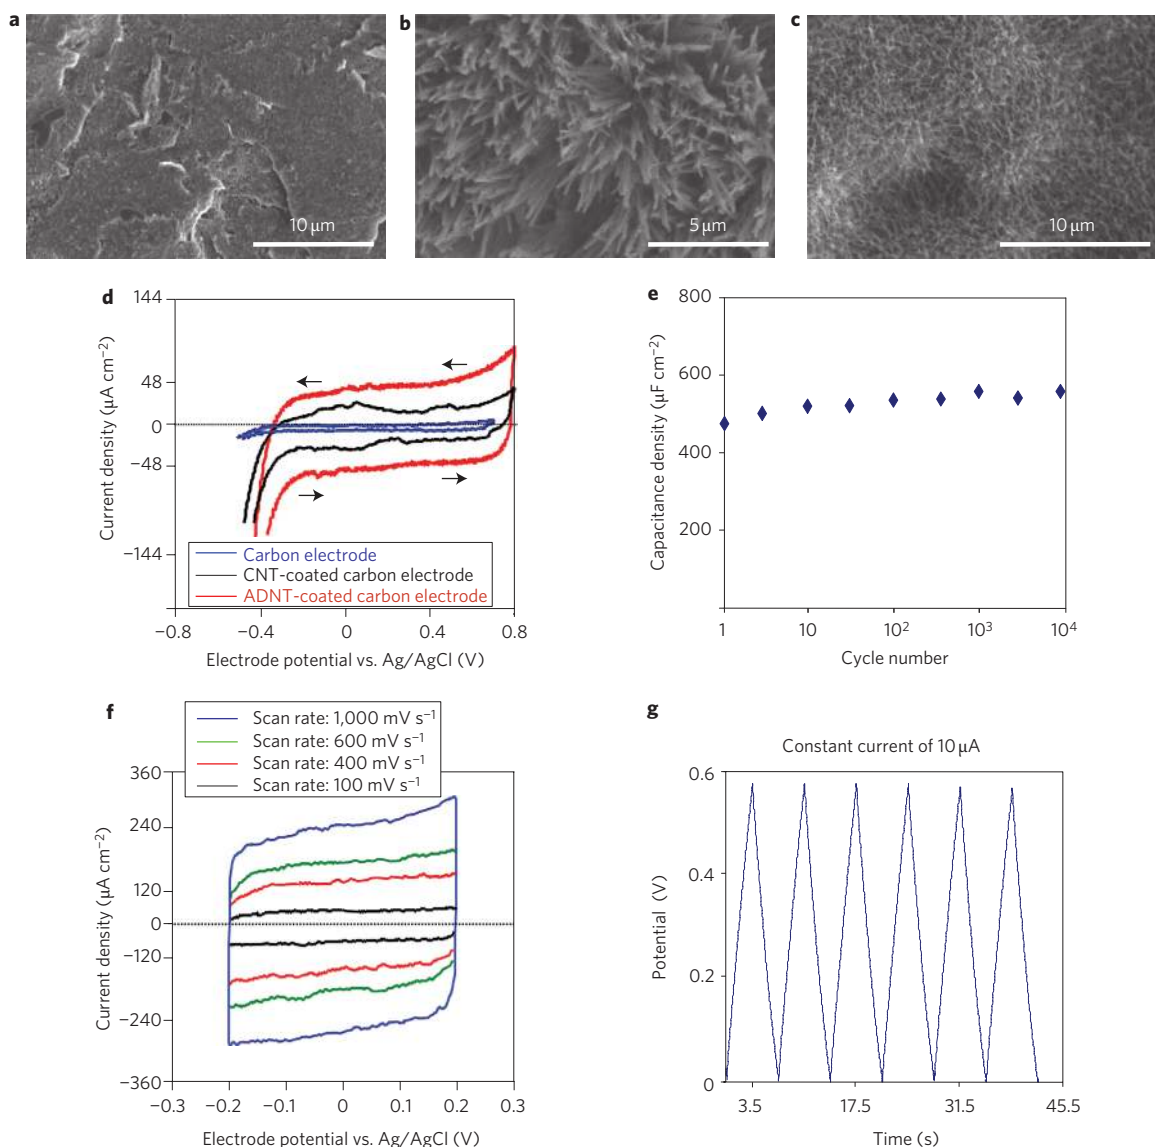 a
b
c
10 µm
5 µm
10 µm
d
144
48
0
−48
−144
Current density (µA cm⁻²)
Carbon electrode
CNT-coated carbon electrode
ADNT-coated carbon electrode
−0.8
−0.4
0
0.4
0.8
Electrode potential vs. Ag/AgCl (V)
e
800
600
400
200
Capacitance density (µF cm⁻²)
1
10
10²
10³
10⁴
Cycle number
f
Scan rate: 1,000 mV s⁻¹
Scan rate: 600 mV s⁻¹
Scan rate: 400 mV s⁻¹
Scan rate: 100 mV s⁻¹
360
240
120
0
−120
−240
−360
Current density (µA cm⁻²)
−0.3
−0.2
−0.1
0
0.1
0.2
0.3
Electrode potential vs. Ag/AgCl (V)
g
Constant current of 10 µA
0.6
0.4
0.2
0
Potential (V)
3.5
17.5
31.5
45.5
Time (s)